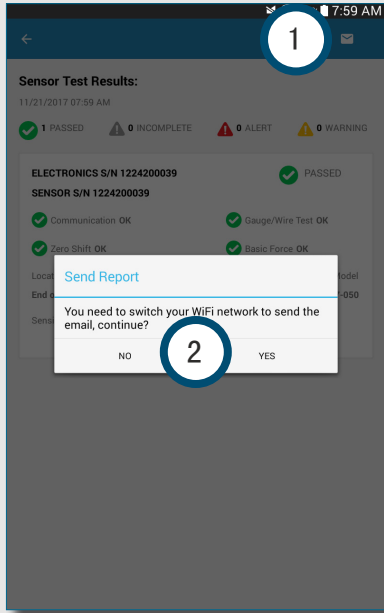 7:59 AM
1
Sensor Test Results:
11/21/2017 07:59 AM
1 PASSED 0 INCOMPLETE 0 ALERT 0 WARNING
ELECTRONICS S/N 1224200039 PASSED
SENSOR S/N 1224200039
Communication OK Gauge/Wire Test OK
Zero Shift OK Basic Force OK
Send Report
You need to switch your WiFi network to send the
email, continue?
NO 2 YES